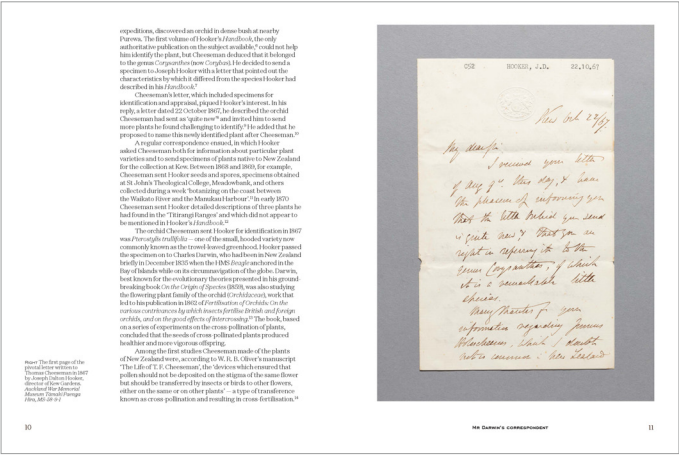 expeditions, discovered an orchid in dense bush at nearby
Purewa. The first volume of Hooker's Handbook, the only
authoritative publication on the subject available,⁶ could not help
him identify the plant, but Cheeseman deduced that it belonged
to the genus Corysanthes (now Corybas). He decided to send a
specimen to Joseph Hooker with a letter that pointed out the
characteristics by which it differed from the species Hooker had
described in his Handbook.⁷
Cheeseman's letter, which included specimens for
identification and appraisal, piqued Hooker's interest. In his
reply, a letter dated 22 October 1867, he described the orchid
Cheeseman had sent as 'quite new'⁸ and invited him to send
more plants he found challenging to identify.⁹ He added that he
proposed to name this newly identified plant after Cheeseman.¹⁰
A regular correspondence ensued, in which Hooker
asked Cheeseman both for information about particular plant
varieties and to send specimens of plants native to New Zealand
for the collection at Kew. Between 1868 and 1869, for example,
Cheeseman sent Hooker seeds and spores, specimens obtained
at St John's Theological College, Meadowbank, and others
collected during a week 'botanizing on the coast between
the Waikato River and the Manukau harbour'.¹¹ In early 1870
Cheeseman sent Hooker detailed descriptions of three plants he
had found in the 'Titirangi Ranges' and which did not appear to
be mentioned in Hooker's Handbook.¹²
The orchid Cheeseman sent Hooker for identification in 1867
was Pterostylis trullifolia — one of the small, hooded variety now
commonly known as the trowel-leaved greenhood. Hooker passed
the specimen on to Charles Darwin, who had been in New Zealand
briefly in December 1835 when the HMS Beagle anchored in the
Bay of Islands while on its circumnavigation of the globe. Darwin,
best known for the evolutionary theories presented in his ground-
breaking book On the Origin of Species (1859), was also studying
the flowering plant family of the orchid (Orchidaceae), work that
led to his publication in 1862 of Fertilisation of Orchids: On the
various contrivances by which insects fertilise British and foreign
orchids, and on the good effects of intercrossing.¹³ The book, based
on a series of experiments on the cross-pollination of plants,
concluded that the seeds of cross-pollinated plants produced
healthier and more vigorous offspring.
Among the first studies Cheeseman made of the plants
of New Zealand were, according to W. R. B. Oliver's manuscript
'The Life of T. F. Cheeseman', the 'devices which ensured that
pollen should not be deposited on the stigma of the same flower
but should be transferred by insects or birds to other flowers,
either on the same or on other plants' — a type of transference
known as cross pollination and resulting in cross-fertilisation.¹⁴
RIGHT The first page of the
pivotal letter written to
Thomas Cheeseman in 1867
by Joseph Dalton Hooker,
director of Kew Gardens.
Auckland War Memorial
Museum Tāmaki Paenga
Hira, MS-58-9-1
10
HOOKER, J.D. 22.10.67
Kew Oct 22/67.
My dear Sir
I received your letter
of Aug 9th this day, & have
the pleasure of informing you
that the little Orchid you send
is quite new & that you are
right in referring it to the
genus Corysanthes, of which
it is a remarkable little
species.
Many thanks for your
information regarding
which I doubt
New Zealand
MR DARWIN'S CORRESPONDENT
11